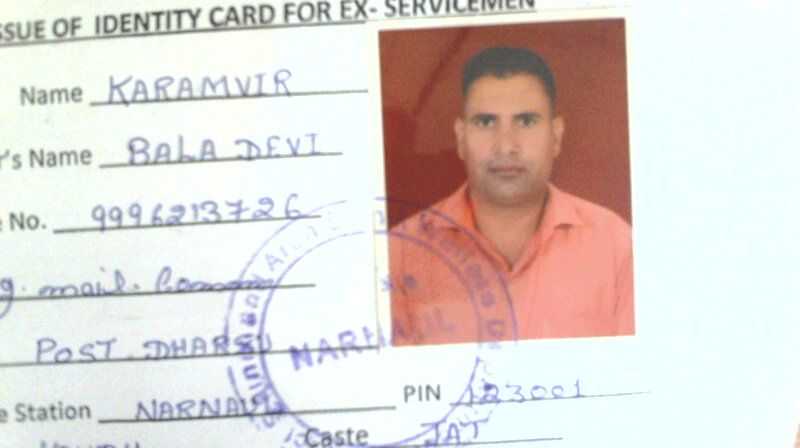 SSUE OF IDENTITY CARD FOR EX- SERVICEMEN
Name KARAMVIR
r's Name BALA DEVI
e No. 9996213726
g.mail.Comm
POST. DHARSU
NARNAUL
e Station NARNAUL PIN 123001
Caste JAT